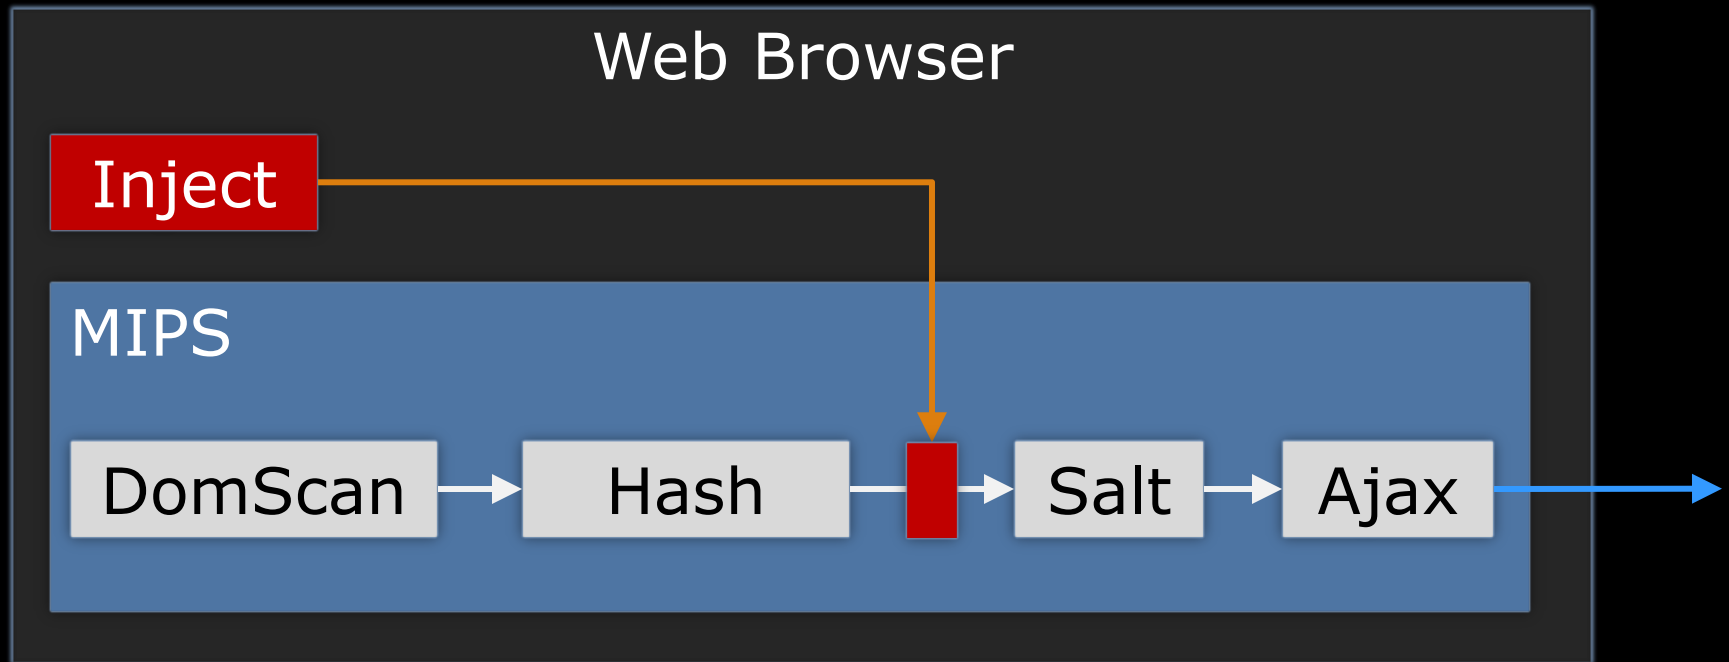 Web Browser
Inject
MIPS
DomScan
Hash
Salt
Ajax